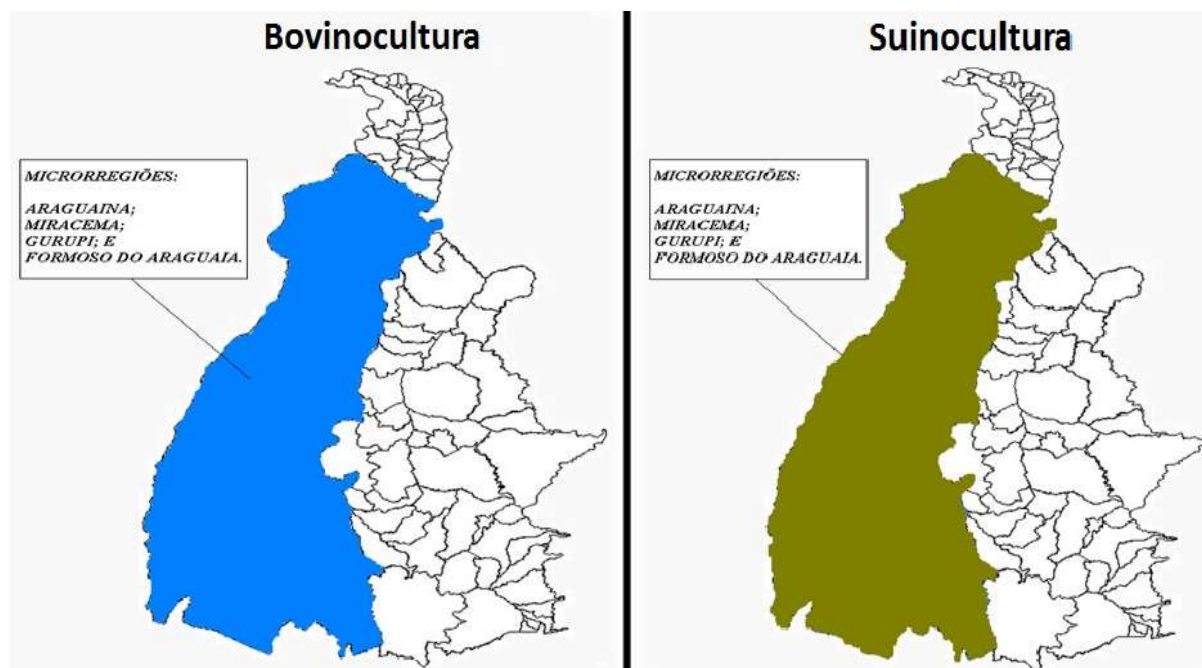 Bovinocultura
MICRORREGIÕES:
ARAGUAINA;
MIRACEMA;
GURUPI; E
FORMOSO DO ARAGUAIA.
Suinocultura
MICRORREGIÕES:
ARAGUAINA;
MIRACEMA;
GURUPI; E
FORMOSO DO ARAGUAIA.